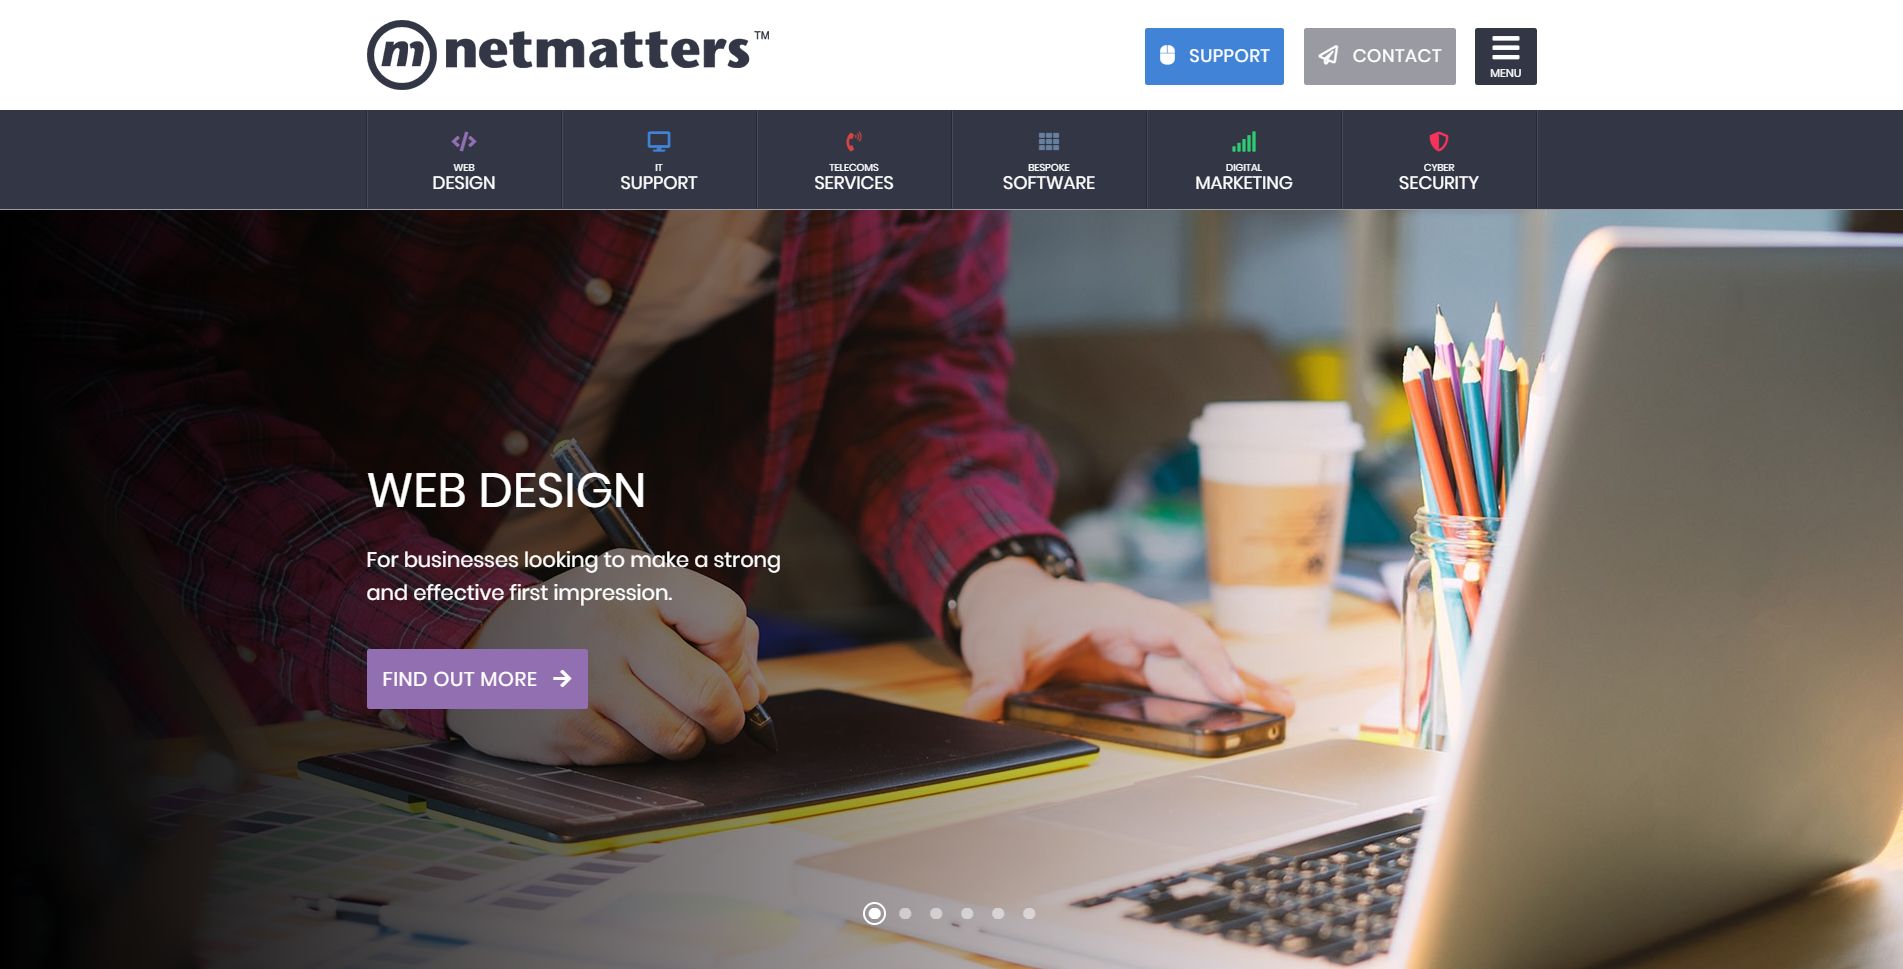 m netmatters™
SUPPORT
CONTACT
MENU
WEB
DESIGN
IT
SUPPORT
TELECOMS
SERVICES
BESPOKE
SOFTWARE
DIGITAL
MARKETING
CYBER
SECURITY
WEB DESIGN
For businesses looking to make a strong
and effective first impression.
FIND OUT MORE